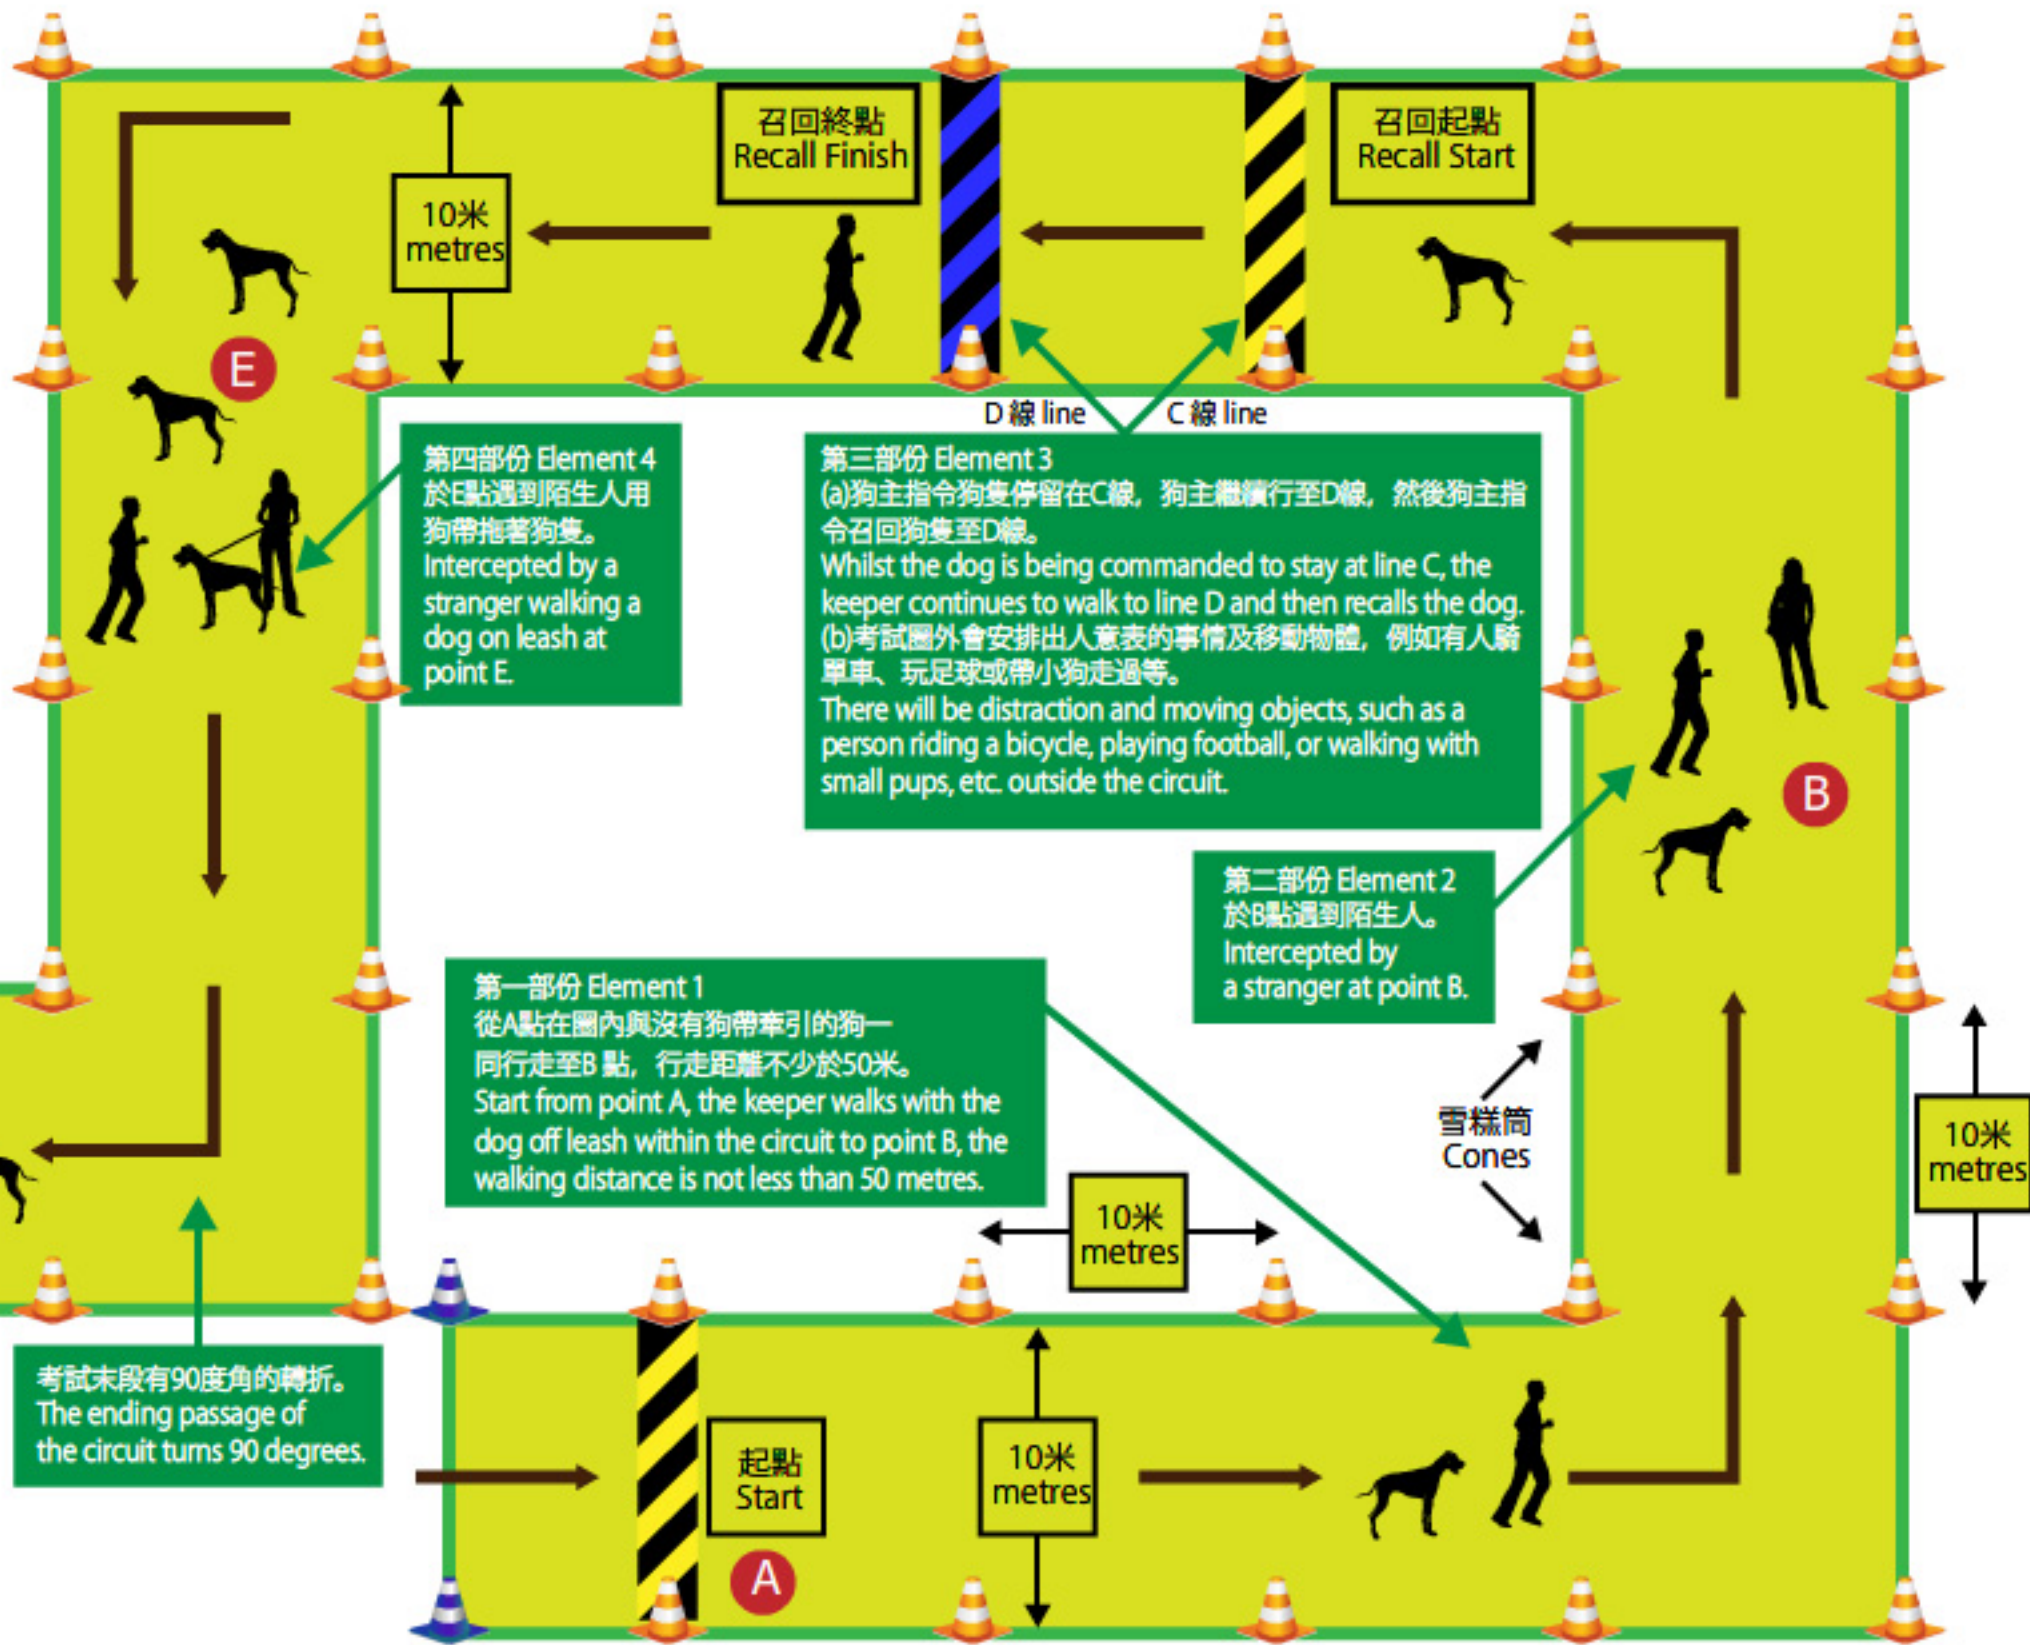 召回終點
Recall Finish
召回起點
Recall Start
10米
metres
E
D 線 line
C 線 line
第四部份 Element 4
於E點遇到陌生人用
狗帶拖著狗隻。
Intercepted by a
stranger walking a
dog on leash at
point E.
第三部份 Element 3
(a)狗主指令狗隻停留在C線，狗主繼續行至D線，然後狗主指
令召回狗隻至D線。
Whilst the dog is being commanded to stay at line C, the
keeper continues to walk to line D and then recalls the dog.
(b)考試圈外會安排出人意表的事情及移動物體，例如有人騎
單車、玩足球或帶小狗走過等。
There will be distraction and moving objects, such as a
person riding a bicycle, playing football, or walking with
small pups, etc. outside the circuit.
B
第二部份 Element 2
於B點遇到陌生人。
Intercepted by
a stranger at point B.
第一部份 Element 1
從A點在圈內與沒有狗帶牽引的狗一
同行走至B 點，行走距離不少於50米。
Start from point A, the keeper walks with the
dog off leash within the circuit to point B, the
walking distance is not less than 50 metres.
雪糕筒
Cones
10米
metres
10米
metres
考試末段有90度角的轉折。
The ending passage of
the circuit turns 90 degrees.
起點
Start
10米
metres
A